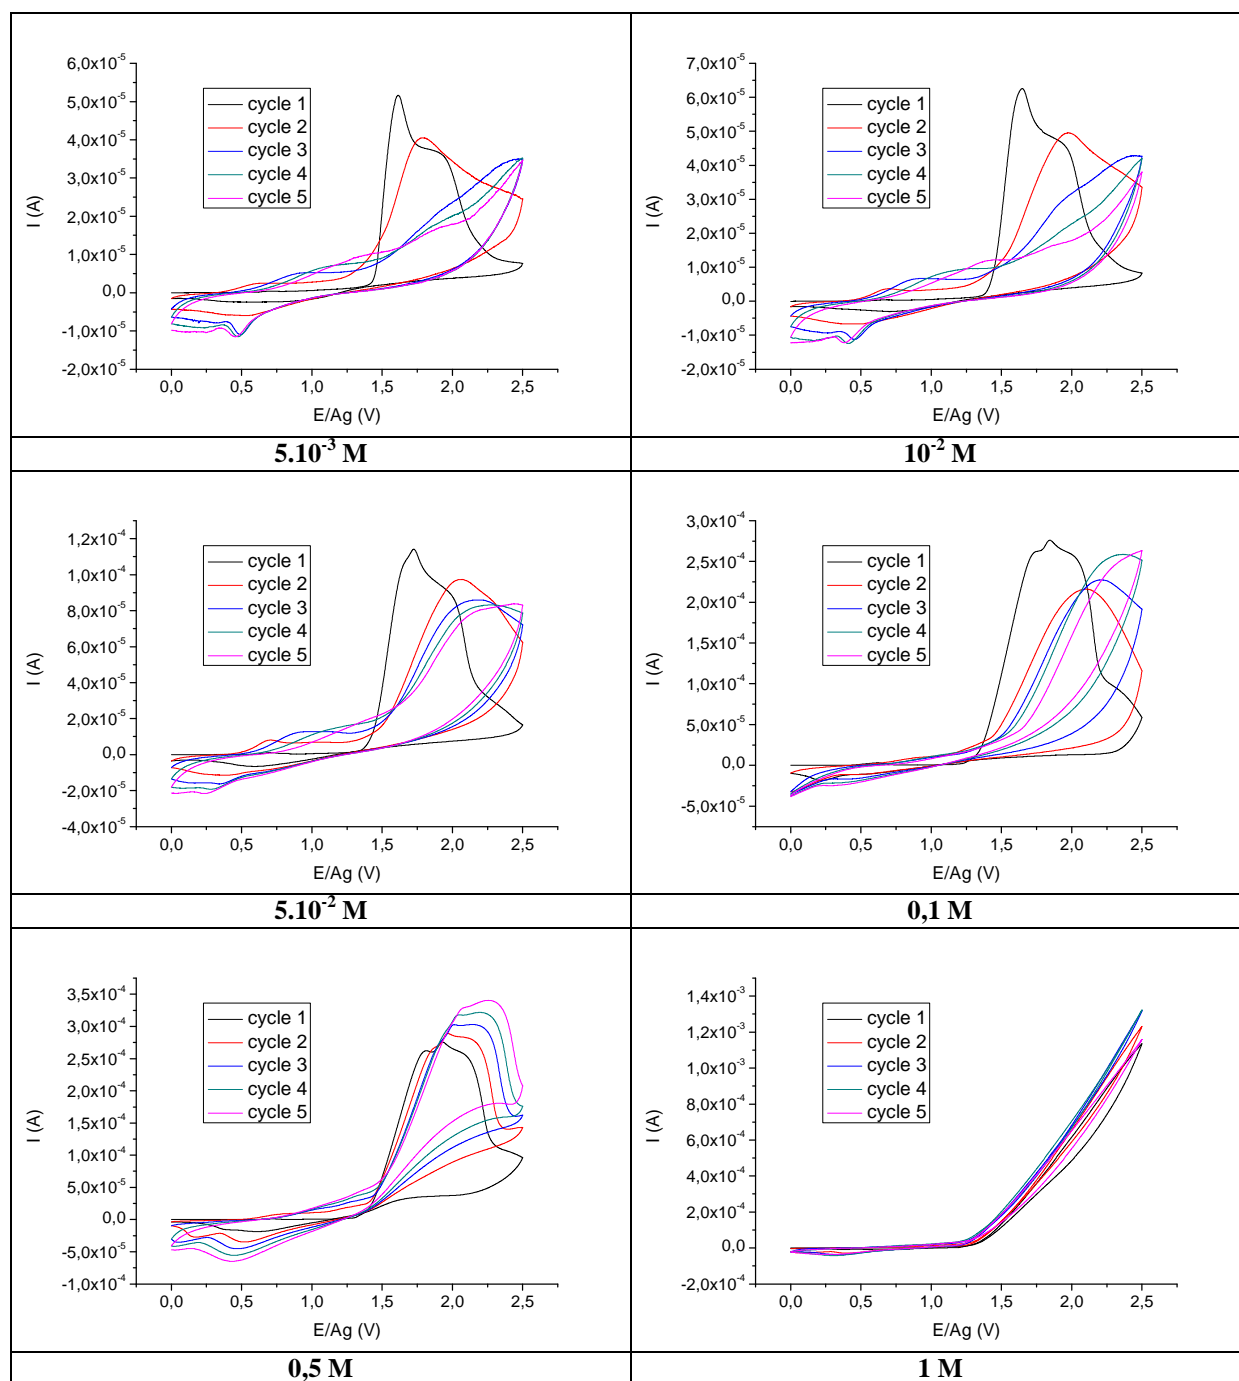 6,0x10⁻⁵
5,0x10⁻⁵
4,0x10⁻⁵
3,0x10⁻⁵
2,0x10⁻⁵
1,0x10⁻⁵
0,0
-1,0x10⁻⁵
-2,0x10⁻⁵
I (A)
cycle 1
cycle 2
cycle 3
cycle 4
cycle 5
0,0 0,5 1,0 1,5 2,0 2,5
E/Ag (V)
5.10⁻³ M
7,0x10⁻⁵
6,0x10⁻⁵
5,0x10⁻⁵
4,0x10⁻⁵
3,0x10⁻⁵
2,0x10⁻⁵
1,0x10⁻⁵
0,0
-1,0x10⁻⁵
-2,0x10⁻⁵
I (A)
cycle 1
cycle 2
cycle 3
cycle 4
cycle 5
0,0 0,5 1,0 1,5 2,0 2,5
E/Ag (V)
10⁻² M
1,2x10⁻⁴
1,0x10⁻⁴
8,0x10⁻⁵
6,0x10⁻⁵
4,0x10⁻⁵
2,0x10⁻⁵
0,0
-2,0x10⁻⁵
-4,0x10⁻⁵
I (A)
cycle 1
cycle 2
cycle 3
cycle 4
cycle 5
0,0 0,5 1,0 1,5 2,0 2,5
E/Ag (V)
5.10⁻² M
3,0x10⁻⁴
2,5x10⁻⁴
2,0x10⁻⁴
1,5x10⁻⁴
1,0x10⁻⁴
5,0x10⁻⁵
0,0
-5,0x10⁻⁵
I (A)
cycle 1
cycle 2
cycle 3
cycle 4
cycle 5
0,0 0,5 1,0 1,5 2,0 2,5
E/Ag (V)
0,1 M
3,5x10⁻⁴
3,0x10⁻⁴
2,5x10⁻⁴
2,0x10⁻⁴
1,5x10⁻⁴
1,0x10⁻⁴
5,0x10⁻⁵
0,0
-5,0x10⁻⁵
-1,0x10⁻⁴
I (A)
cycle 1
cycle 2
cycle 3
cycle 4
cycle 5
0,0 0,5 1,0 1,5 2,0 2,5
E/Ag (V)
0,5 M
1,4x10⁻³
1,2x10⁻³
1,0x10⁻³
8,0x10⁻⁴
6,0x10⁻⁴
4,0x10⁻⁴
2,0x10⁻⁴
0,0
-2,0x10⁻⁴
I (A)
cycle 1
cycle 2
cycle 3
cycle 4
cycle 5
0,0 0,5 1,0 1,5 2,0 2,5
E/Ag (V)
1 M